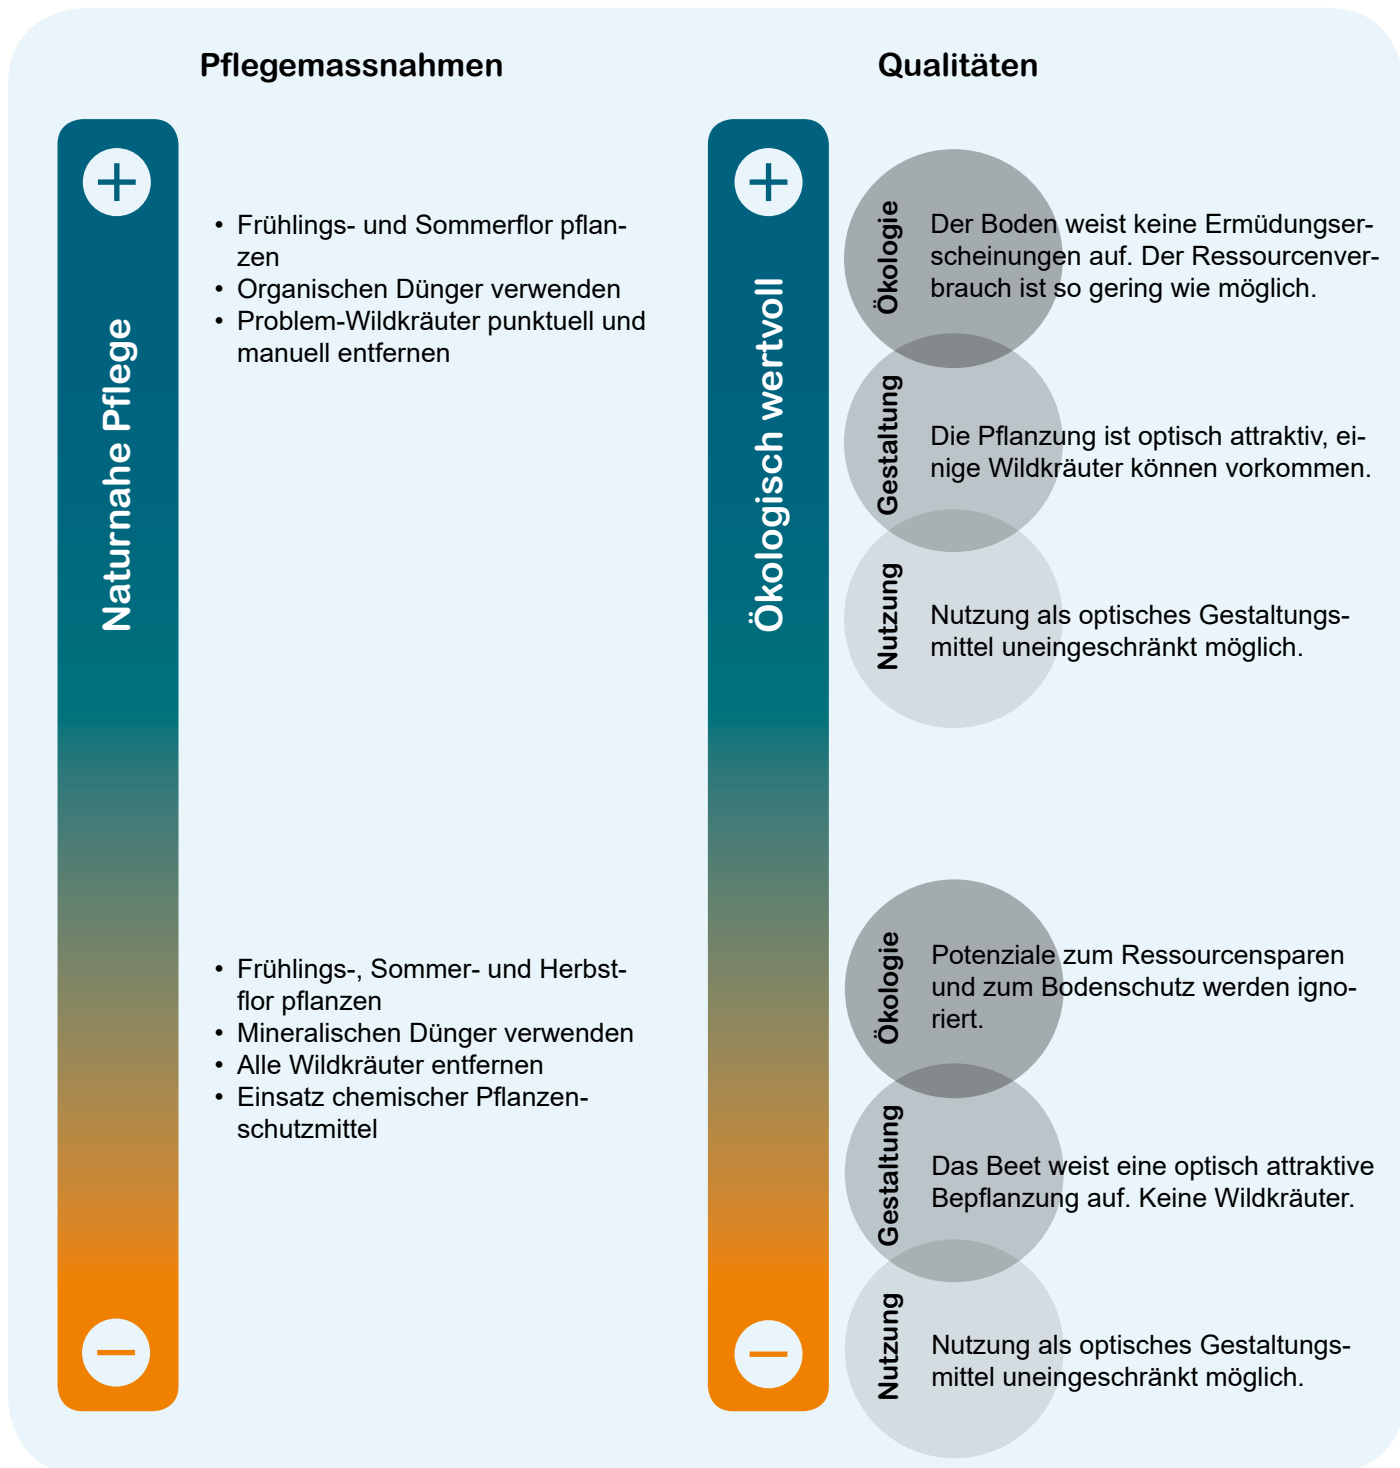 Pflegemassnahmen
Naturnahe Pflege
• Frühlings- und Sommerflor pflan-
zen
• Organischen Dünger verwenden
• Problem-Wildkräuter punktuell und
manuell entfernen
• Frühlings-, Sommer- und Herbst-
flor pflanzen
• Mineralischen Dünger verwenden
• Alle Wildkräuter entfernen
• Einsatz chemischer Pflanzen-
schutzmittel
Qualitäten
Ökologisch wertvoll
Ökologie
Der Boden weist keine Ermüdungser-
scheinungen auf. Der Ressourcenver-
brauch ist so gering wie möglich.
Gestaltung
Die Pflanzung ist optisch attraktiv, ei-
nige Wildkräuter können vorkommen.
Nutzung
Nutzung als optisches Gestaltungs-
mittel uneingeschränkt möglich.
Ökologie
Potenziale zum Ressourcensparen
und zum Bodenschutz werden igno-
riert.
Gestaltung
Das Beet weist eine optisch attraktive
Bepflanzung auf. Keine Wildkräuter.
Nutzung
Nutzung als optisches Gestaltungs-
mittel uneingeschränkt möglich.